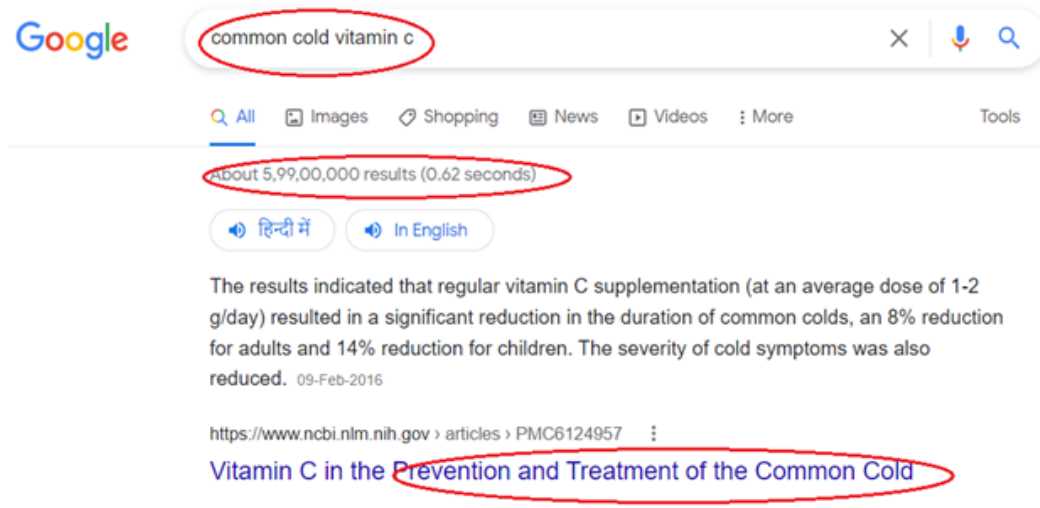 Google
common cold vitamin c
All Images Shopping News Videos More Tools
About 5,99,00,000 results (0.62 seconds)
हिन्दी में In English
The results indicated that regular vitamin C supplementation (at an average dose of 1-2
g/day) resulted in a significant reduction in the duration of common colds, an 8% reduction
for adults and 14% reduction for children. The severity of cold symptoms was also
reduced. 09-Feb-2016
https://www.ncbi.nlm.nih.gov › articles › PMC6124957
Vitamin C in the Prevention and Treatment of the Common Cold